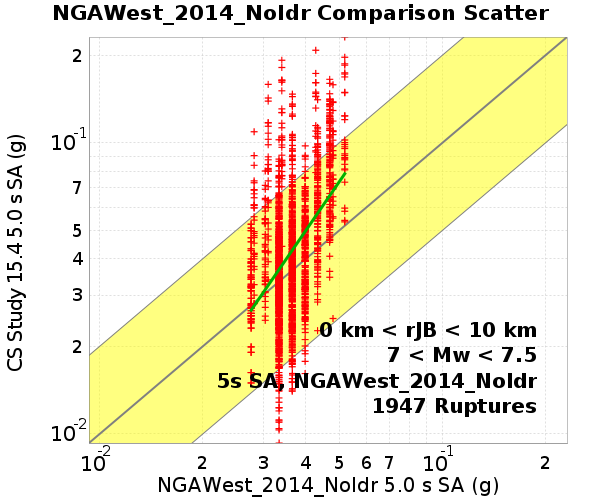 NGAWest_2014_NoIdr Comparison Scatter
CS Study 15.4 5.0 s SA (g)
2
10-1
7
5
4
3
2
10-2
0 km < rJB < 10 km
7 < Mw < 7.5
5s SA, NGAWest_2014_NoIdr
1947 Ruptures
10-2 2 3 4 5 6 7 10-1 2
NGAWest_2014_NoIdr 5.0 s SA (g)